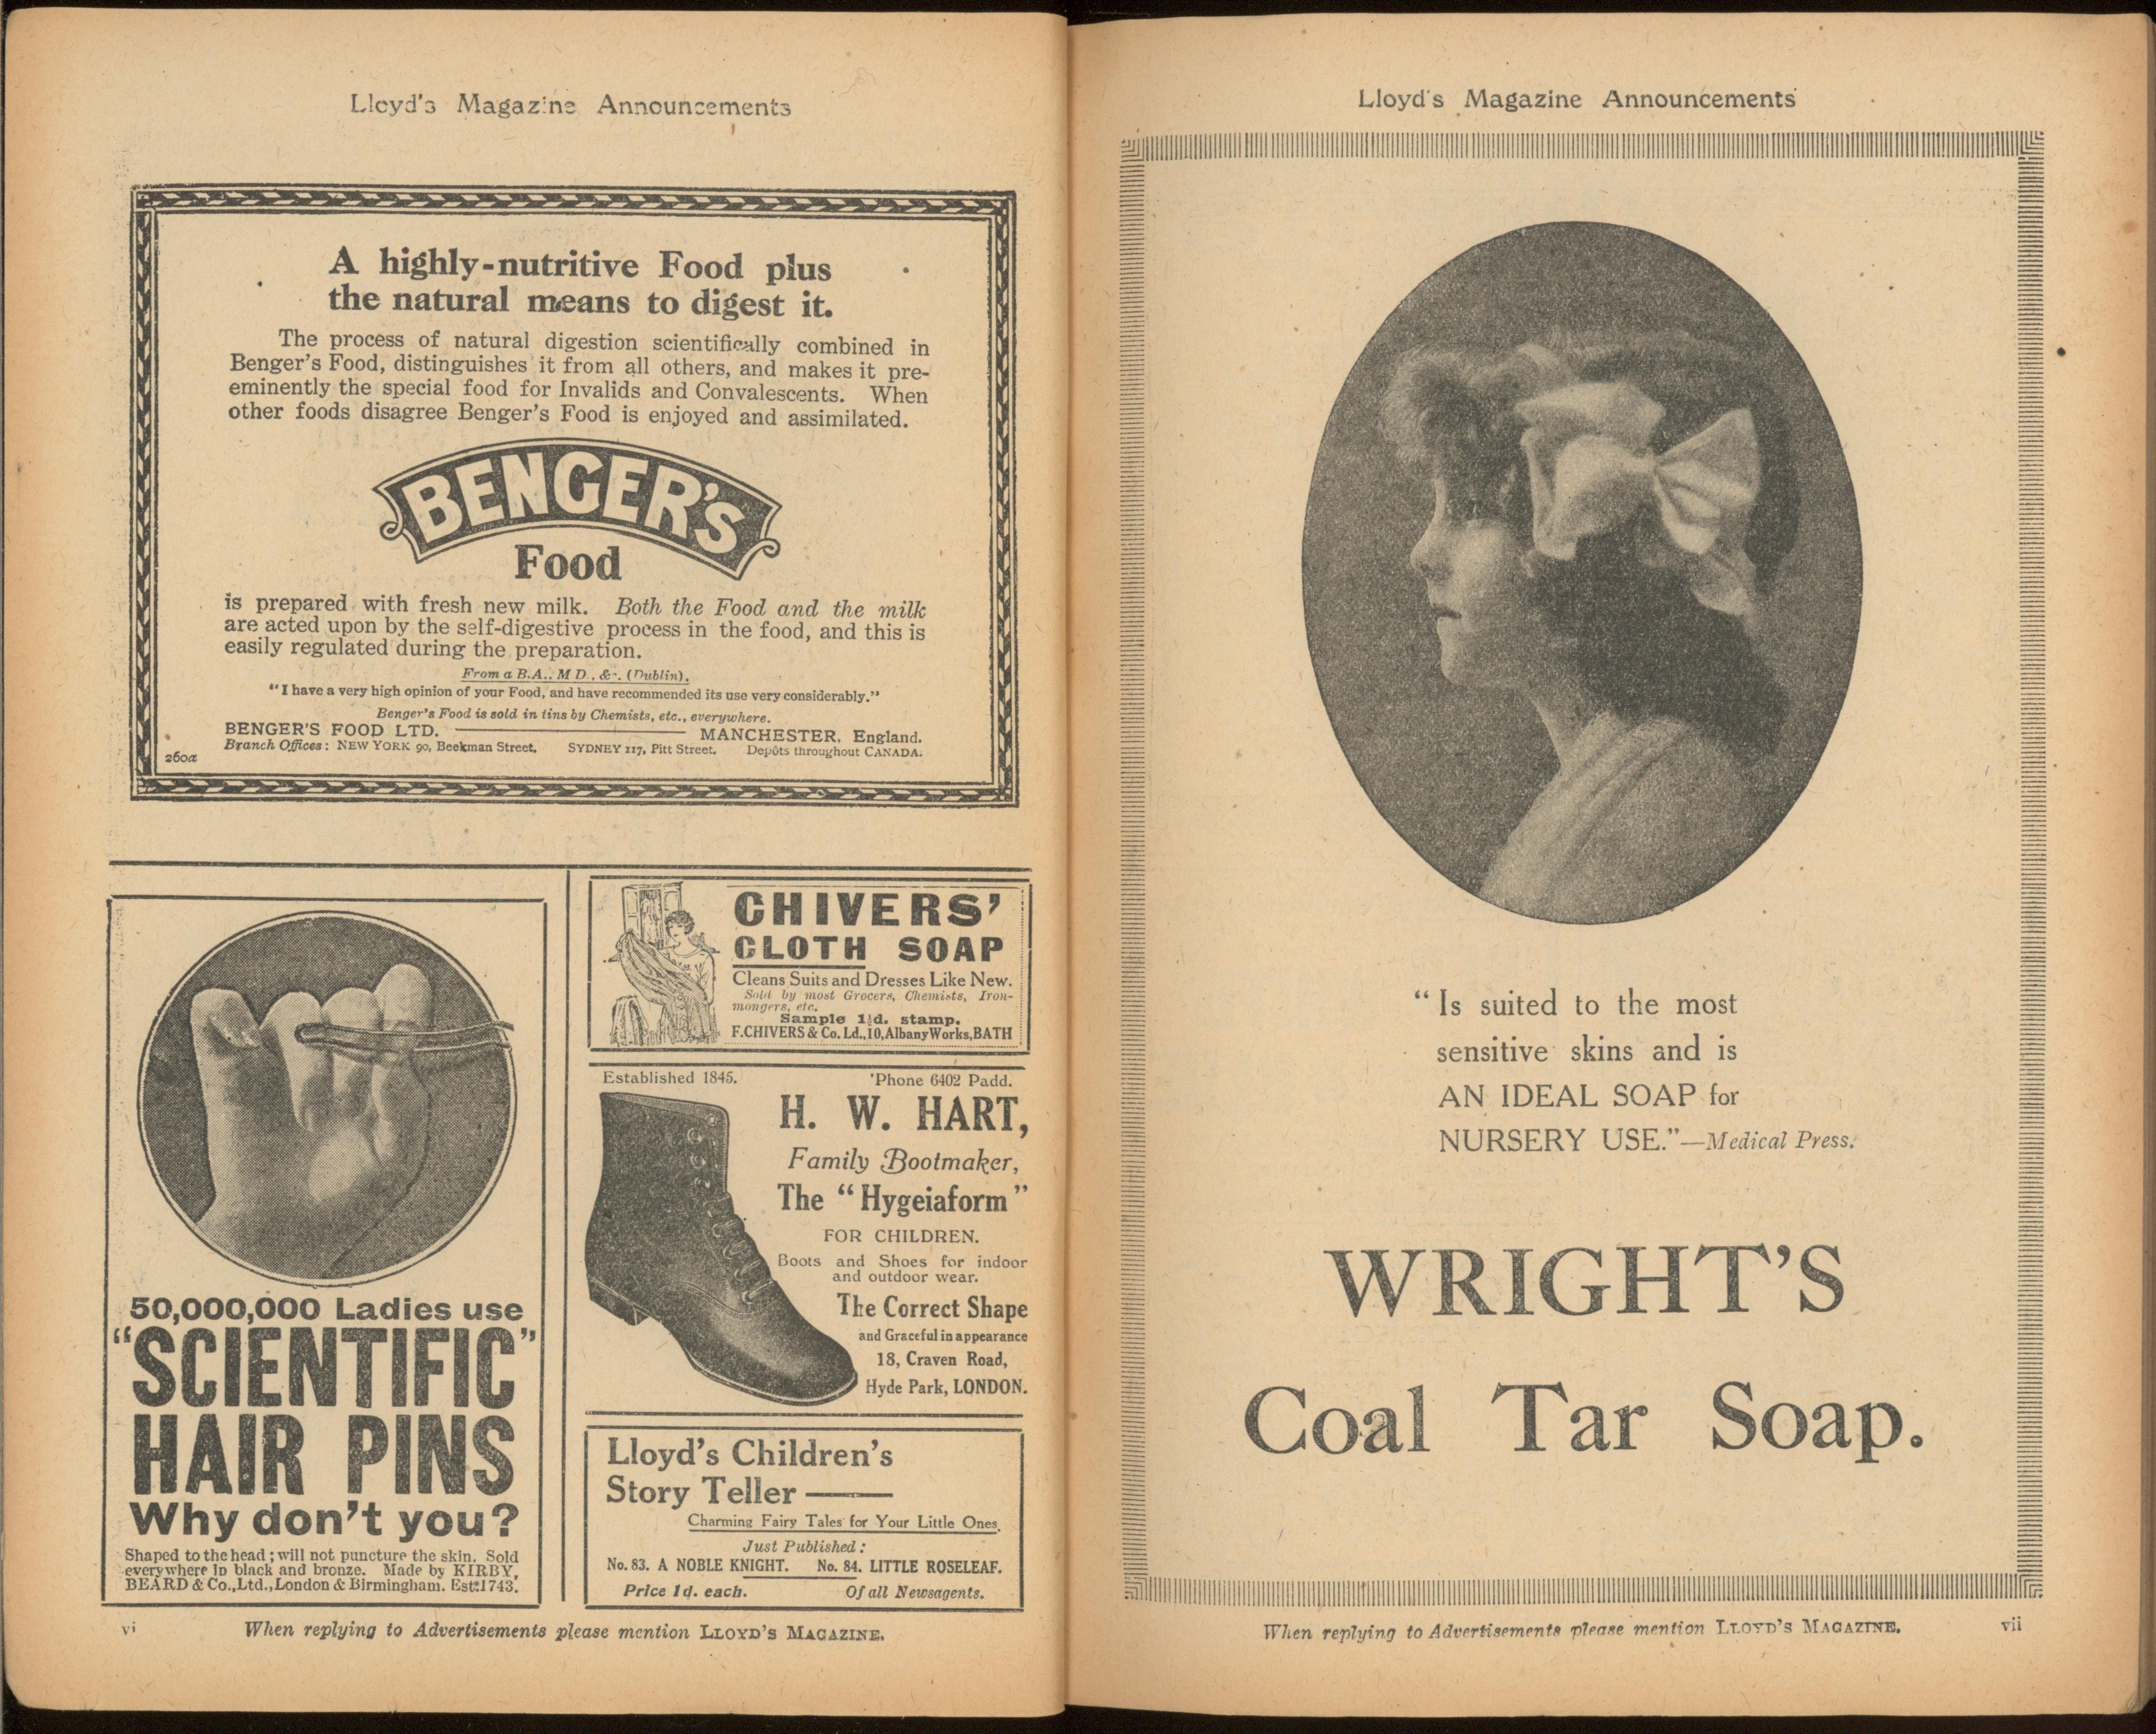 Lloyd's Magazine Announcements
A highly-nutritive Food plus
the natural means to digest it.
The process of natural digestion scientifically combined in
Benger's Food, distinguishes it from all others, and makes it pre-
eminently the special food for Invalids and Convalescents. When
other foods disagree Benger's Food is enjoyed and assimilated.
BENGER'S
Food
is prepared with fresh new milk. Both the Food and the milk
are acted upon by the self-digestive process in the food, and this is
easily regulated during the preparation.
From a B.A., M.D., &c. (Dublin).
"I have a very high opinion of your Food, and have recommended its use very considerably."
Benger's Food is sold in tins by Chemists, etc., everywhere.
BENGER'S FOOD LTD. —— MANCHESTER, England.
Branch Offices: NEW YORK 90, Beekman Street. SYDNEY 117, Pitt Street. Depôts throughout CANADA.
260a
50,000,000 Ladies use
"SCIENTIFIC"
HAIR PINS
Why don't you?
Shaped to the head; will not puncture the skin. Sold
everywhere in black and bronze. Made by KIRBY,
BEARD & Co., Ltd., London & Birmingham. Est. 1743.
CHIVERS'
CLOTH SOAP
Cleans Suits and Dresses Like New.
Sold by most Grocers, Chemists, Iron-
mongers, etc.
Sample 1½d. stamp.
F. CHIVERS & Co. Ld., 10, Albany Works, BATH
Established 1845. 'Phone 6402 Padd.
H. W. HART,
Family Bootmaker,
The "Hygeiaform"
FOR CHILDREN.
Boots and Shoes for indoor
and outdoor wear.
The Correct Shape
and Graceful in appearance
18, Craven Road,
Hyde Park, LONDON.
Lloyd's Children's
Story Teller ——
Charming Fairy Tales for Your Little Ones.
Just Published:
No. 83. A NOBLE KNIGHT. No. 84. LITTLE ROSELEAF.
Price 1d. each. Of all Newsagents.
vi When replying to Advertisements please mention LLOYD'S MAGAZINE.
Lloyd's Magazine Announcements
"Is suited to the most
sensitive skins and is
AN IDEAL SOAP for
NURSERY USE."—Medical Press.
WRIGHT'S
Coal Tar Soap.
When replying to Advertisements please mention LLOYD'S MAGAZINE. vii